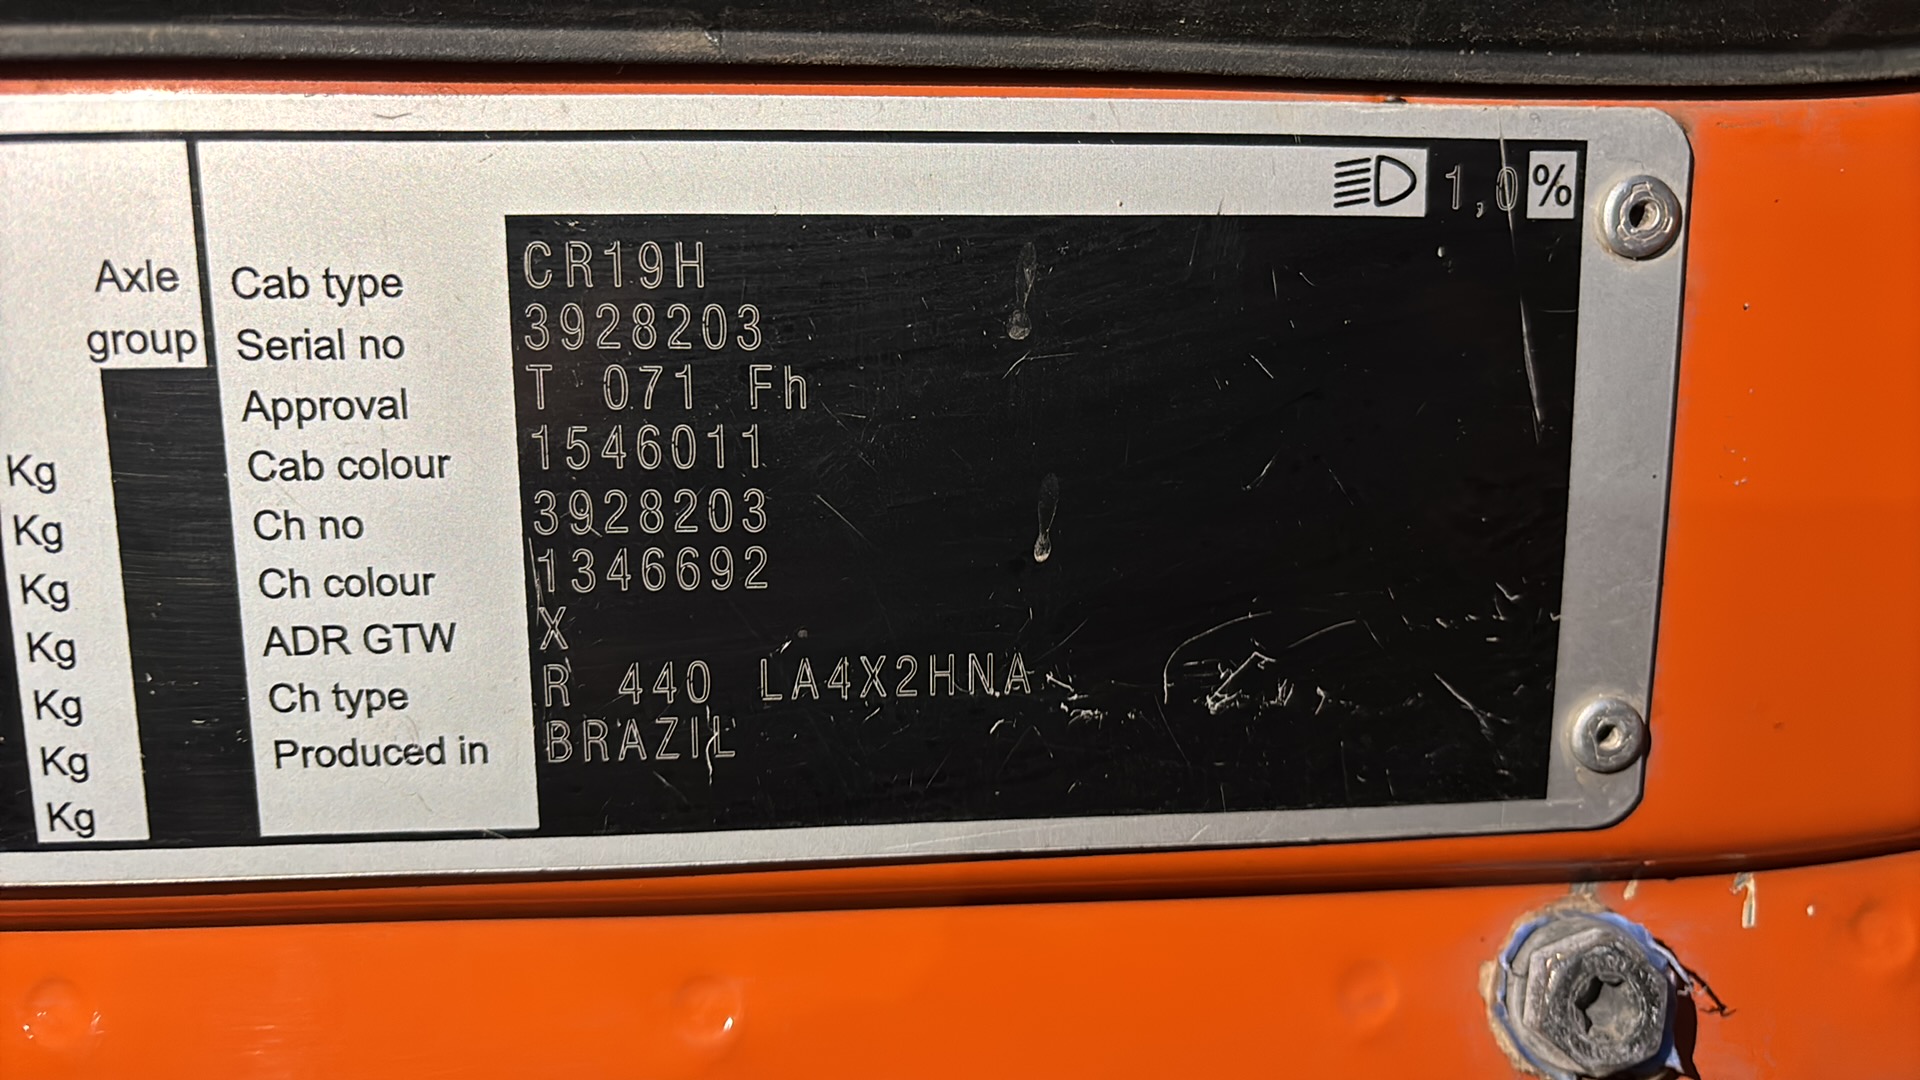 1,0 %
Axle
group
Kg
Kg
Kg
Kg
Kg
Kg
Kg
Cab type CR19H
Serial no 3928203
Approval T 071 Fh
Cab colour 1546011
Ch no 3928203
Ch colour 1346692
ADR GTW X
Ch type R 440 LA4X2HNA
Produced in BRAZIL